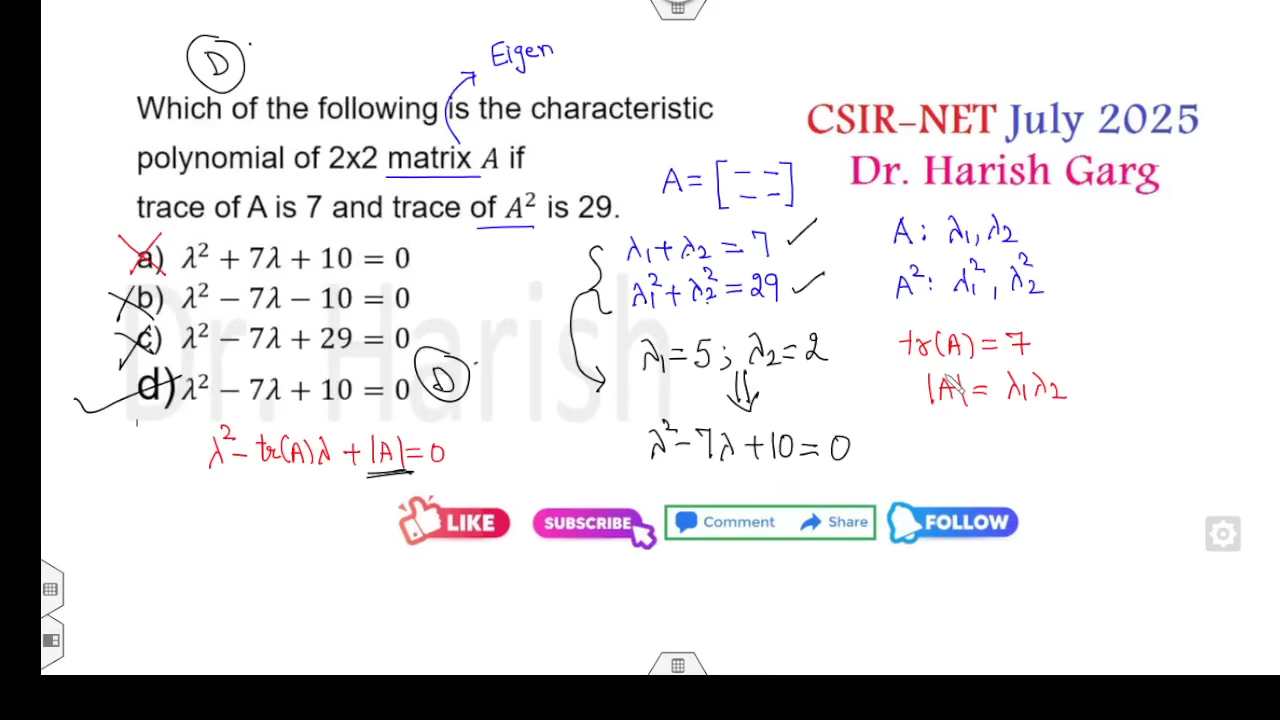 D
Eigen
Which of the following is the characteristic
polynomial of 2x2 matrix A if
trace of A is 7 and trace of A² is 29.
a) λ² + 7λ + 10 = 0
b) λ² − 7λ − 10 = 0
c) λ² − 7λ + 29 = 0
d) λ² − 7λ + 10 = 0
D
λ² − tr(A)λ + |A| = 0
A = [− − − −]
λ₁ + λ₂ = 7
λ₁² + λ₂² = 29
λ₁ = 5 ; λ₂ = 2
λ² − 7λ + 10 = 0
CSIR–NET July 2025
Dr. Harish Garg
A : λ₁, λ₂
A² : λ₁², λ₂²
tr(A) = 7
|A| = λ₁λ₂
Dr. Harish
LIKE
SUBSCRIBE
Comment
Share
FOLLOW